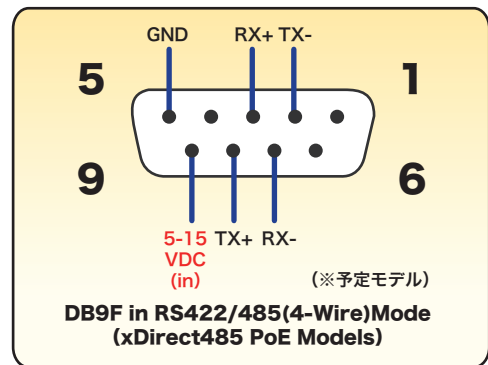 GND RX+ TX-
5 1
9 6
5-15 TX+ RX-
VDC
(in)
(※予定モデル)
DB9F in RS422/485(4-Wire)Mode
(xDirect485 PoE Models)